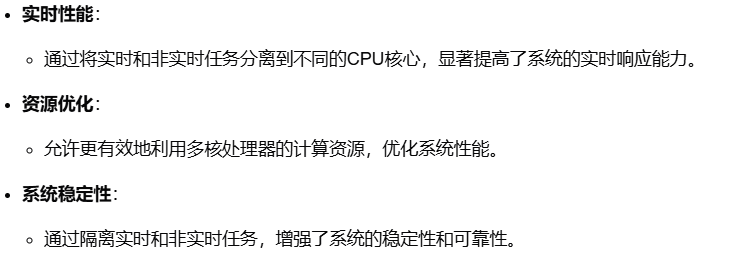 • 实时性能：
◦ 通过将实时和非实时任务分离到不同的CPU核心，显著提高了系统的实时响应能力。
• 资源优化：
◦ 允许更有效地利用多核处理器的计算资源，优化系统性能。
• 系统稳定性：
◦ 通过隔离实时和非实时任务，增强了系统的稳定性和可靠性。